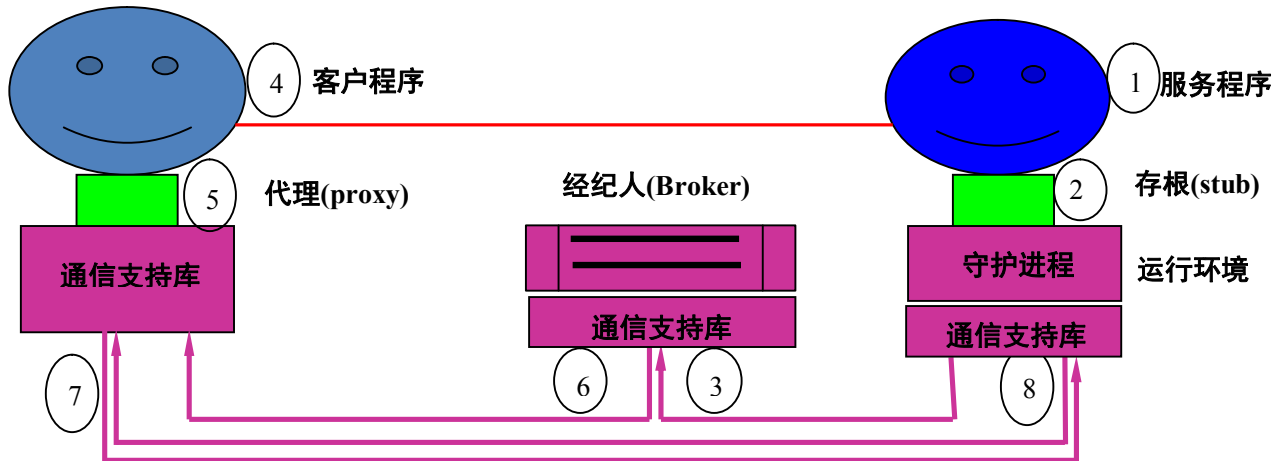 4 客户程序
1 服务程序
5 代理(proxy)
经纪人(Broker)
2 存根(stub)
通信支持库
守护进程
运行环境
通信支持库
通信支持库
7
6
3
8